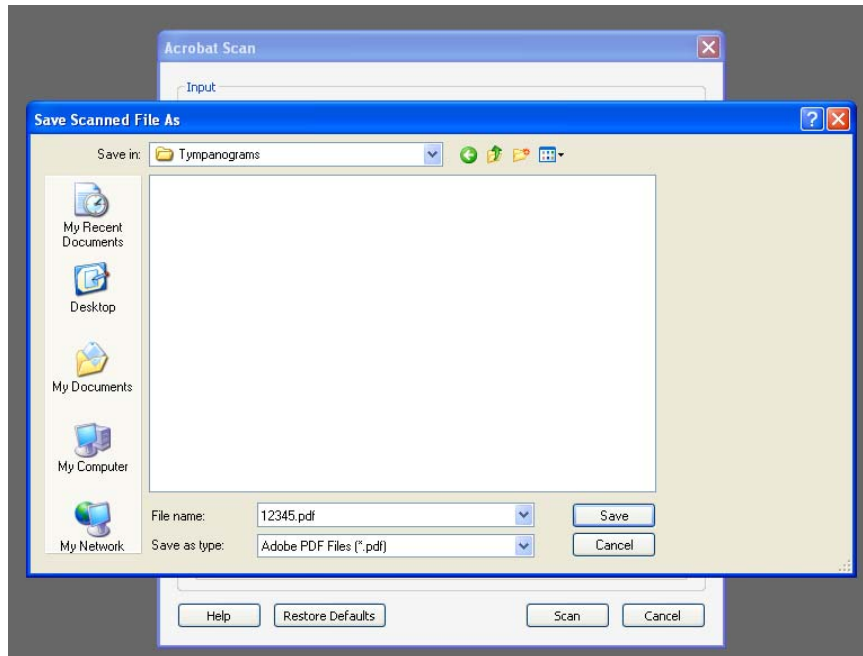 Acrobat Scan
Input
Save Scanned File As
Save in: Tympanograms
My Recent
Documents
Desktop
My Documents
My Computer
My Network
File name: 12345.pdf Save
Save as type: Adobe PDF Files (*.pdf) Cancel
Help Restore Defaults Scan Cancel